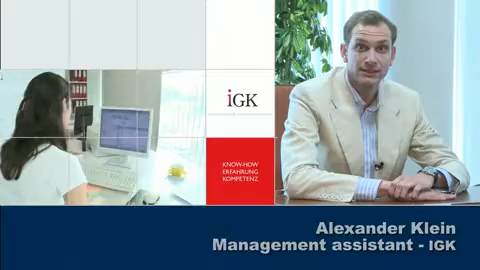 iGK
KNOW-HOW
ERFAHRUNG
KOMPETENZ
Alexander Klein
Management assistant - IGK